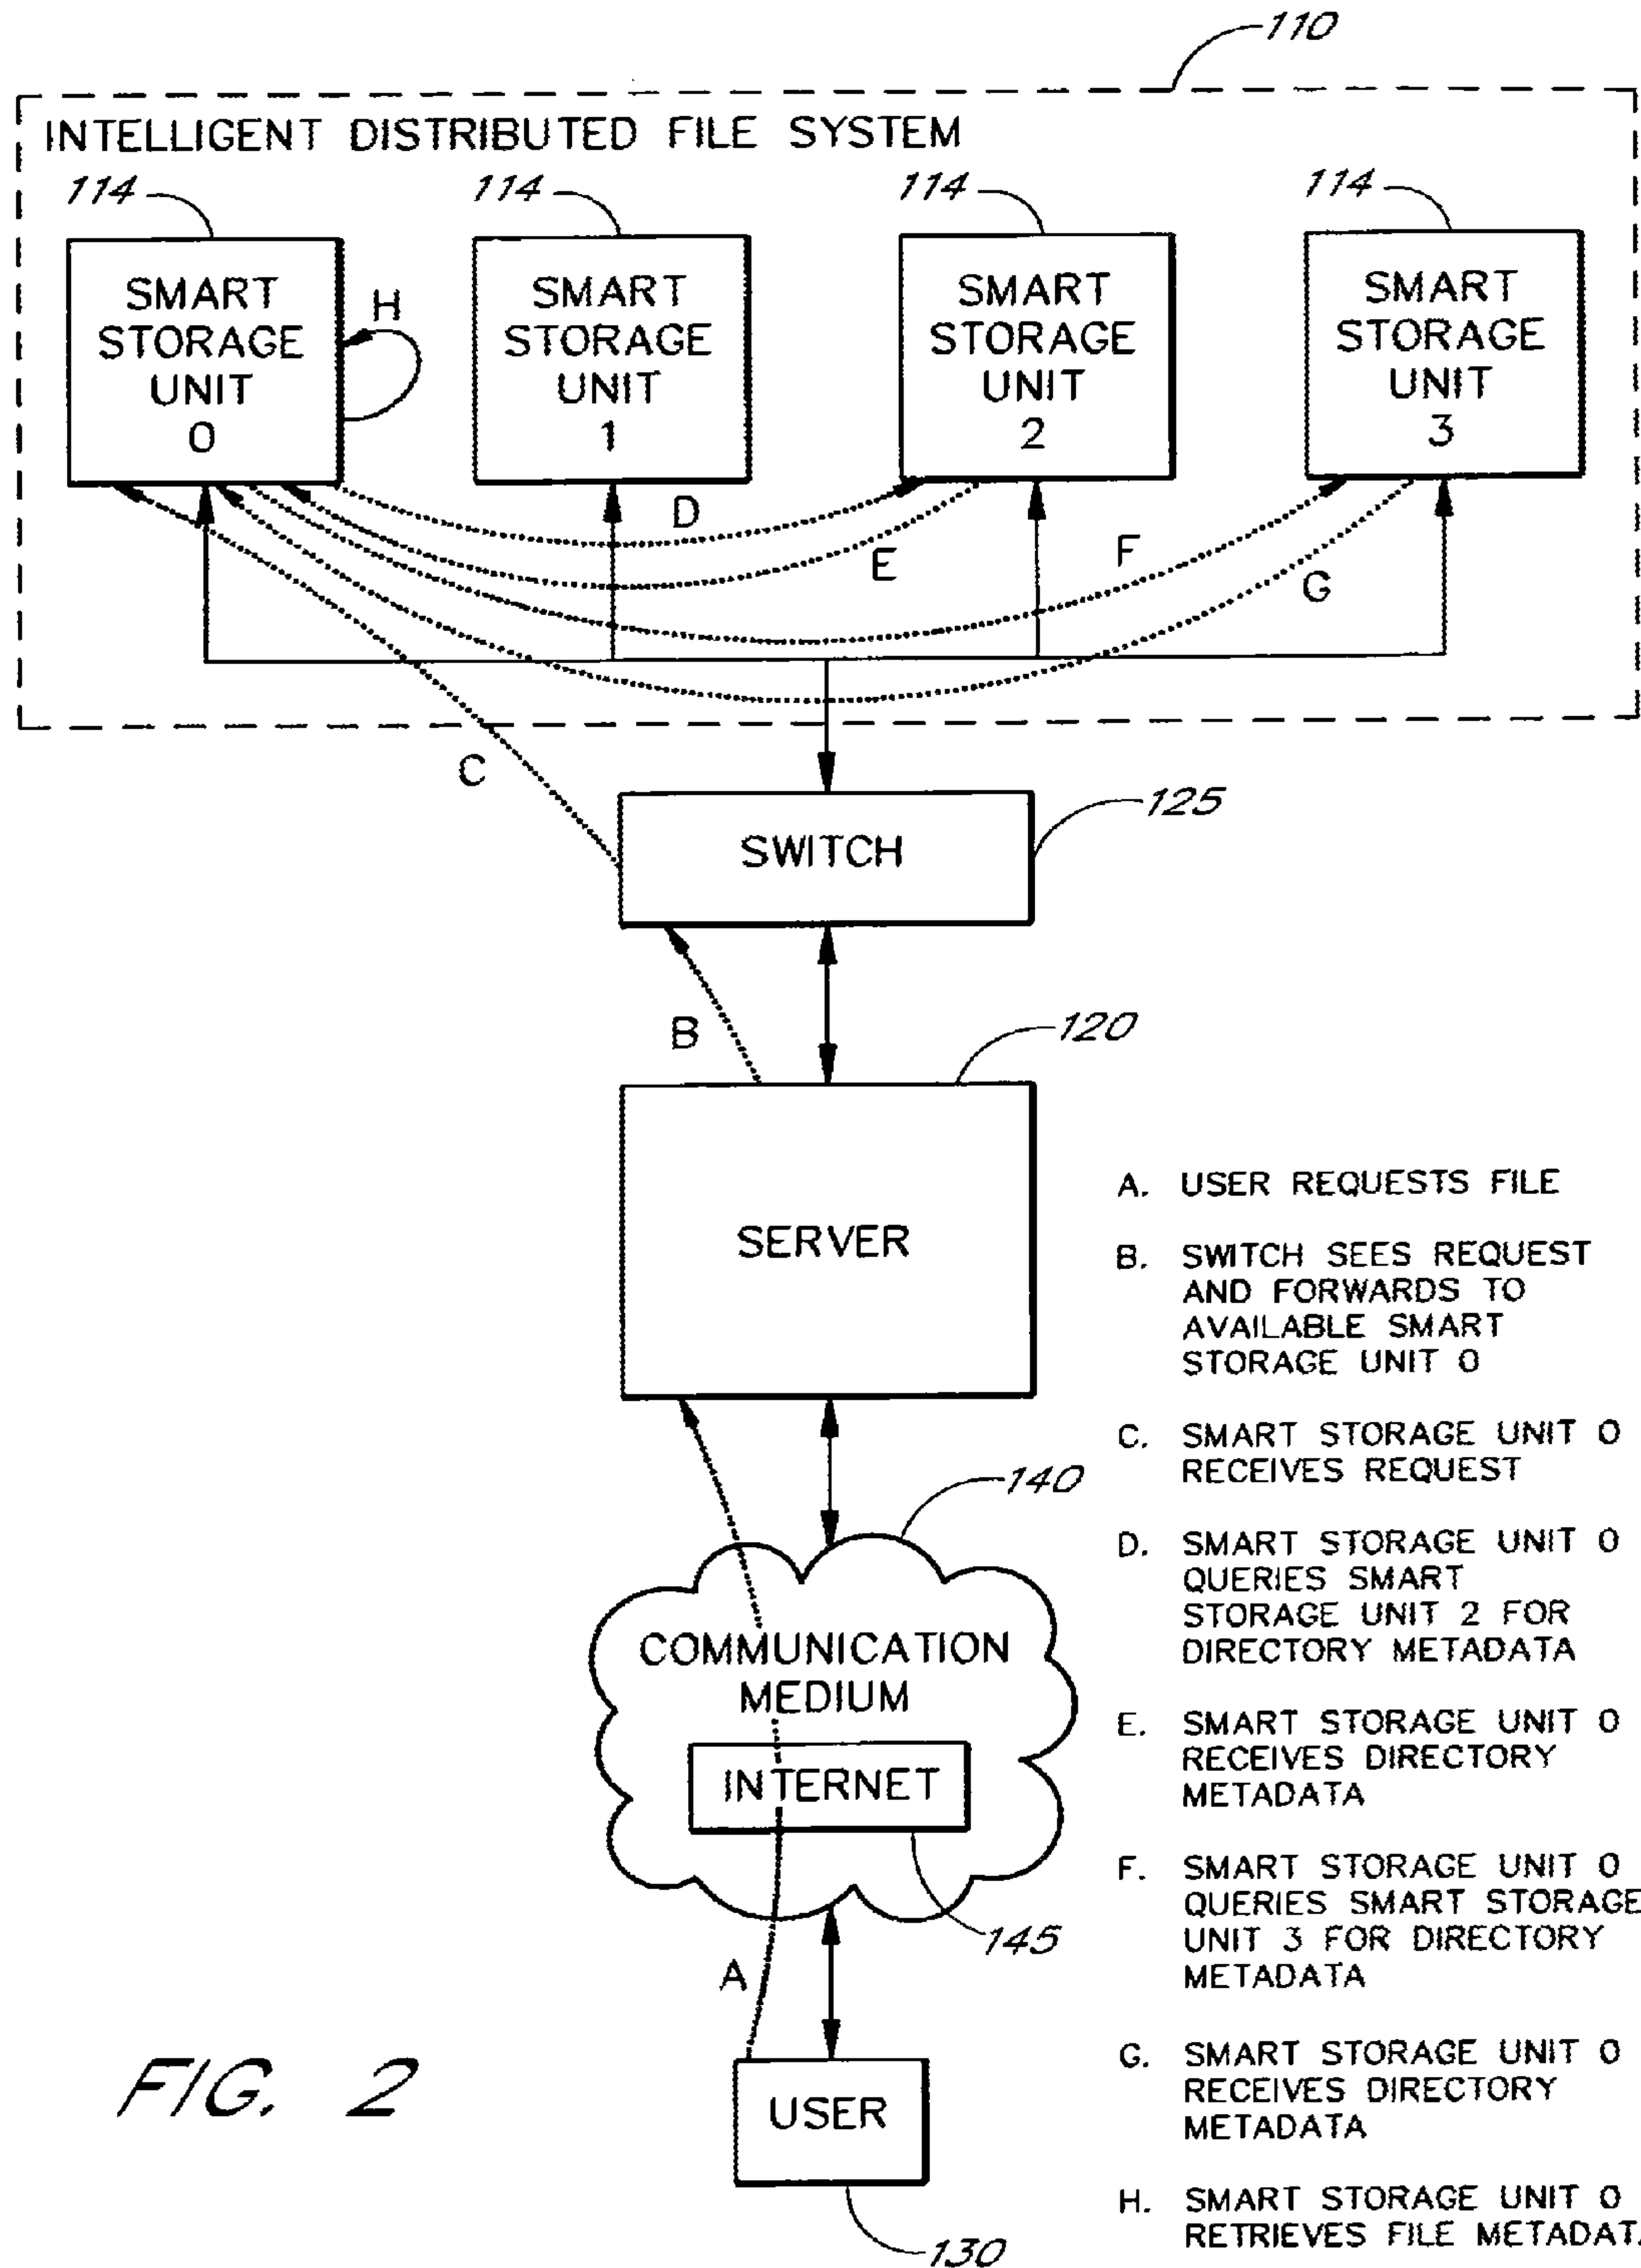 110
INTELLIGENT DISTRIBUTED FILE SYSTEM
114
114
114
114
SMART
STORAGE
UNIT
0
H
SMART
STORAGE
UNIT
1
SMART
STORAGE
UNIT
2
SMART
STORAGE
UNIT
3
D
E
F
G
C
SWITCH
125
B
120
SERVER
140
COMMUNICATION
MEDIUM
INTERNET
145
A
USER
130
A. USER REQUESTS FILE
B. SWITCH SEES REQUEST
AND FORWARDS TO
AVAILABLE SMART
STORAGE UNIT 0
C. SMART STORAGE UNIT 0
RECEIVES REQUEST
D. SMART STORAGE UNIT 0
QUERIES SMART
STORAGE UNIT 2 FOR
DIRECTORY METADATA
E. SMART STORAGE UNIT 0
RECEIVES DIRECTORY
METADATA
F. SMART STORAGE UNIT 0
QUERIES SMART STORAGE
UNIT 3 FOR DIRECTORY
METADATA
G. SMART STORAGE UNIT 0
RECEIVES DIRECTORY
METADATA
H. SMART STORAGE UNIT 0
RETRIEVES FILE METADATA
FIG. 2